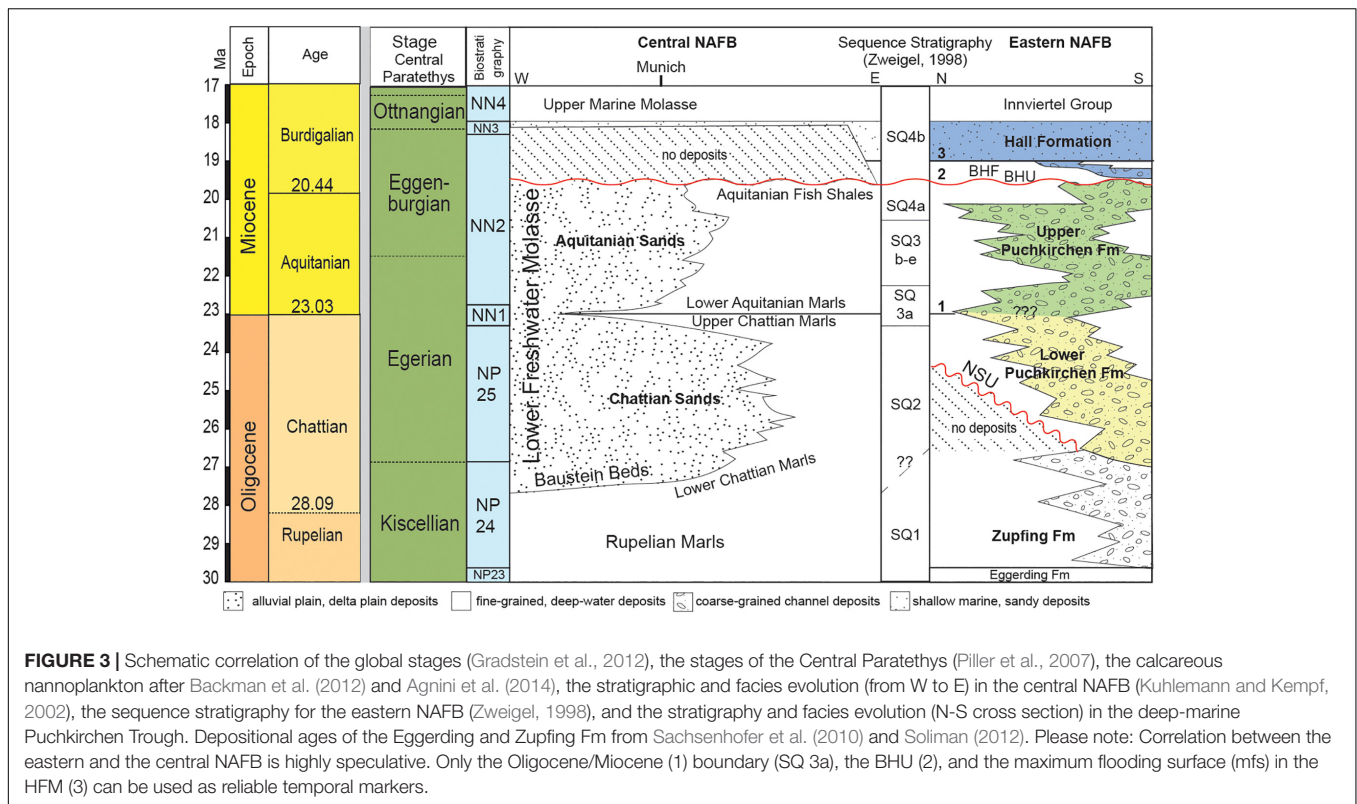 Ma
Epoch
Age
Stage
Central
Paratethys
Biostrati
graphy
Central NAFB
Munich
W
E
Sequence Stratigraphy
(Zweigel, 1998)
Eastern NAFB
N
S
17
18
19
20
21
22
23
24
25
26
27
28
29
30
Miocene
Oligocene
Burdigalian
20.44
Aquitanian
23.03
Chattian
28.09
Rupelian
Ottnangian
Eggen-
burgian
Egerian
Kiscellian
NN4
NN3
NN2
NN1
NP
25
NP
24
NP23
Upper Marine Molasse
no deposits
Aquitanian Fish Shales
Lower Freshwater Molasse
Aquitanian Sands
Lower Aquitanian Marls
Upper Chattian Marls
Chattian Sands
Baustein Beds
Lower Chattian Marls
Rupelian Marls
SQ4b
SQ4a
SQ3
b-e
SQ
3a
SQ2
??
SQ1
Innviertel Group
Hall Formation
3
2
BHF
BHU
Upper
Puchkirchen Fm
1
???
Lower
Puchkirchen Fm
NSU
no deposits
Zupfing Fm
Eggerding Fm
alluvial plain, delta plain deposits
fine-grained, deep-water deposits
coarse-grained channel deposits
shallow marine, sandy deposits
FIGURE 3 | Schematic correlation of the global stages (Gradstein et al., 2012), the stages of the Central Paratethys (Piller et al., 2007), the calcareous
nannoplankton after Backman et al. (2012) and Agnini et al. (2014), the stratigraphic and facies evolution (from W to E) in the central NAFB (Kuhlemann and Kempf,
2002), the sequence stratigraphy for the eastern NAFB (Zweigel, 1998), and the stratigraphy and facies evolution (N-S cross section) in the deep-marine
Puchkirchen Trough. Depositional ages of the Eggerding and Zupfing Fm from Sachsenhofer et al. (2010) and Soliman (2012). Please note: Correlation between the
eastern and the central NAFB is highly speculative. Only the Oligocene/Miocene (1) boundary (SQ 3a), the BHU (2), and the maximum flooding surface (mfs) in the
HFM (3) can be used as reliable temporal markers.